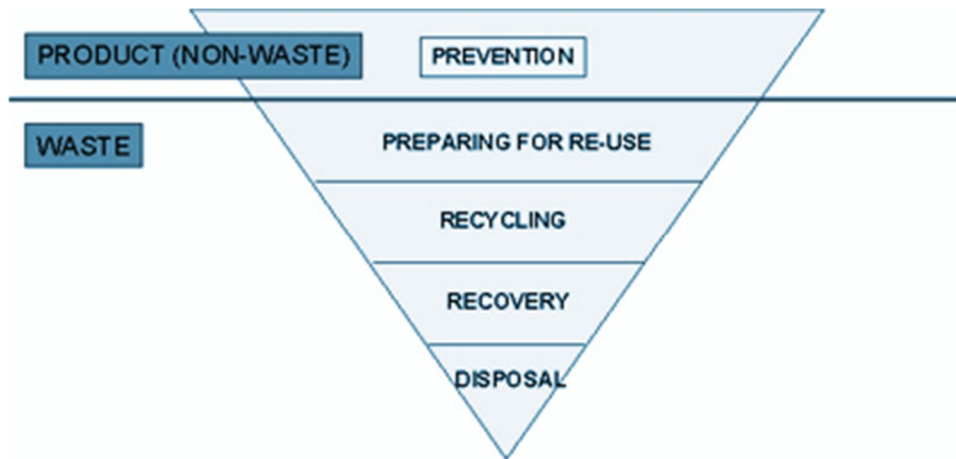 PRODUCT (NON-WASTE)
PREVENTION
WASTE
PREPARING FOR RE-USE
RECYCLING
RECOVERY
DISPOSAL